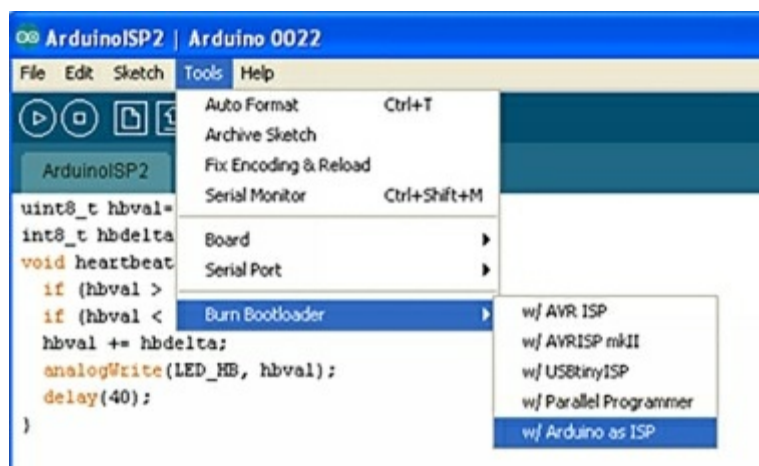 ArduinoISP2 | Arduino 0022
File Edit Sketch Tools Help
Auto Format Ctrl+T
Archive Sketch
Fix Encoding & Reload
Serial Monitor Ctrl+Shift+M
Board
Serial Port
Burn Bootloader
w/ AVR ISP
w/ AVRISP mkII
w/ USBtinyISP
w/ Parallel Programmer
w/ Arduino as ISP
ArduinoISP2
uint8_t hbval=
int8_t hbdelta
void heartbeat
if (hbval >
if (hbval <
hbval += hbdelta;
analogWrite(LED_HB, hbval);
delay(40);
}